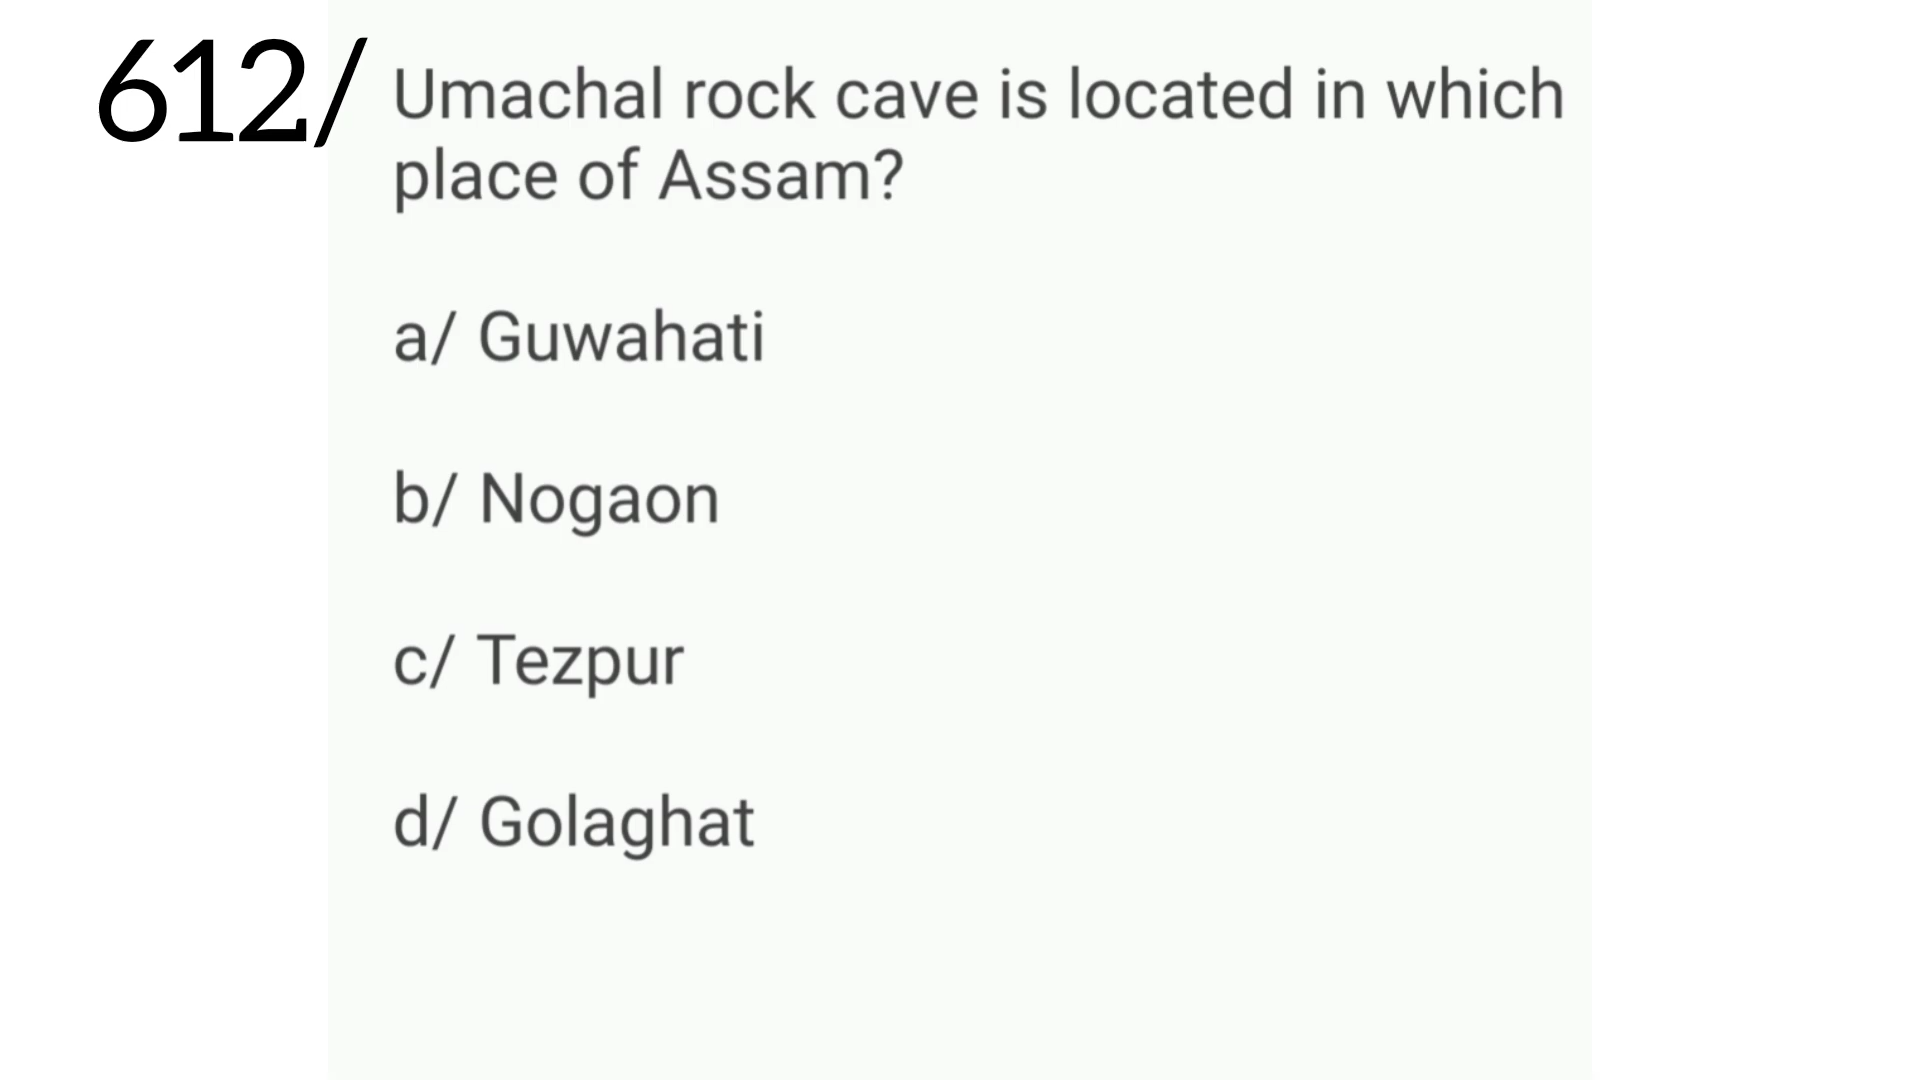 612/ Umachal rock cave is located in which
place of Assam?
a/ Guwahati
b/ Nogaon
c/ Tezpur
d/ Golaghat